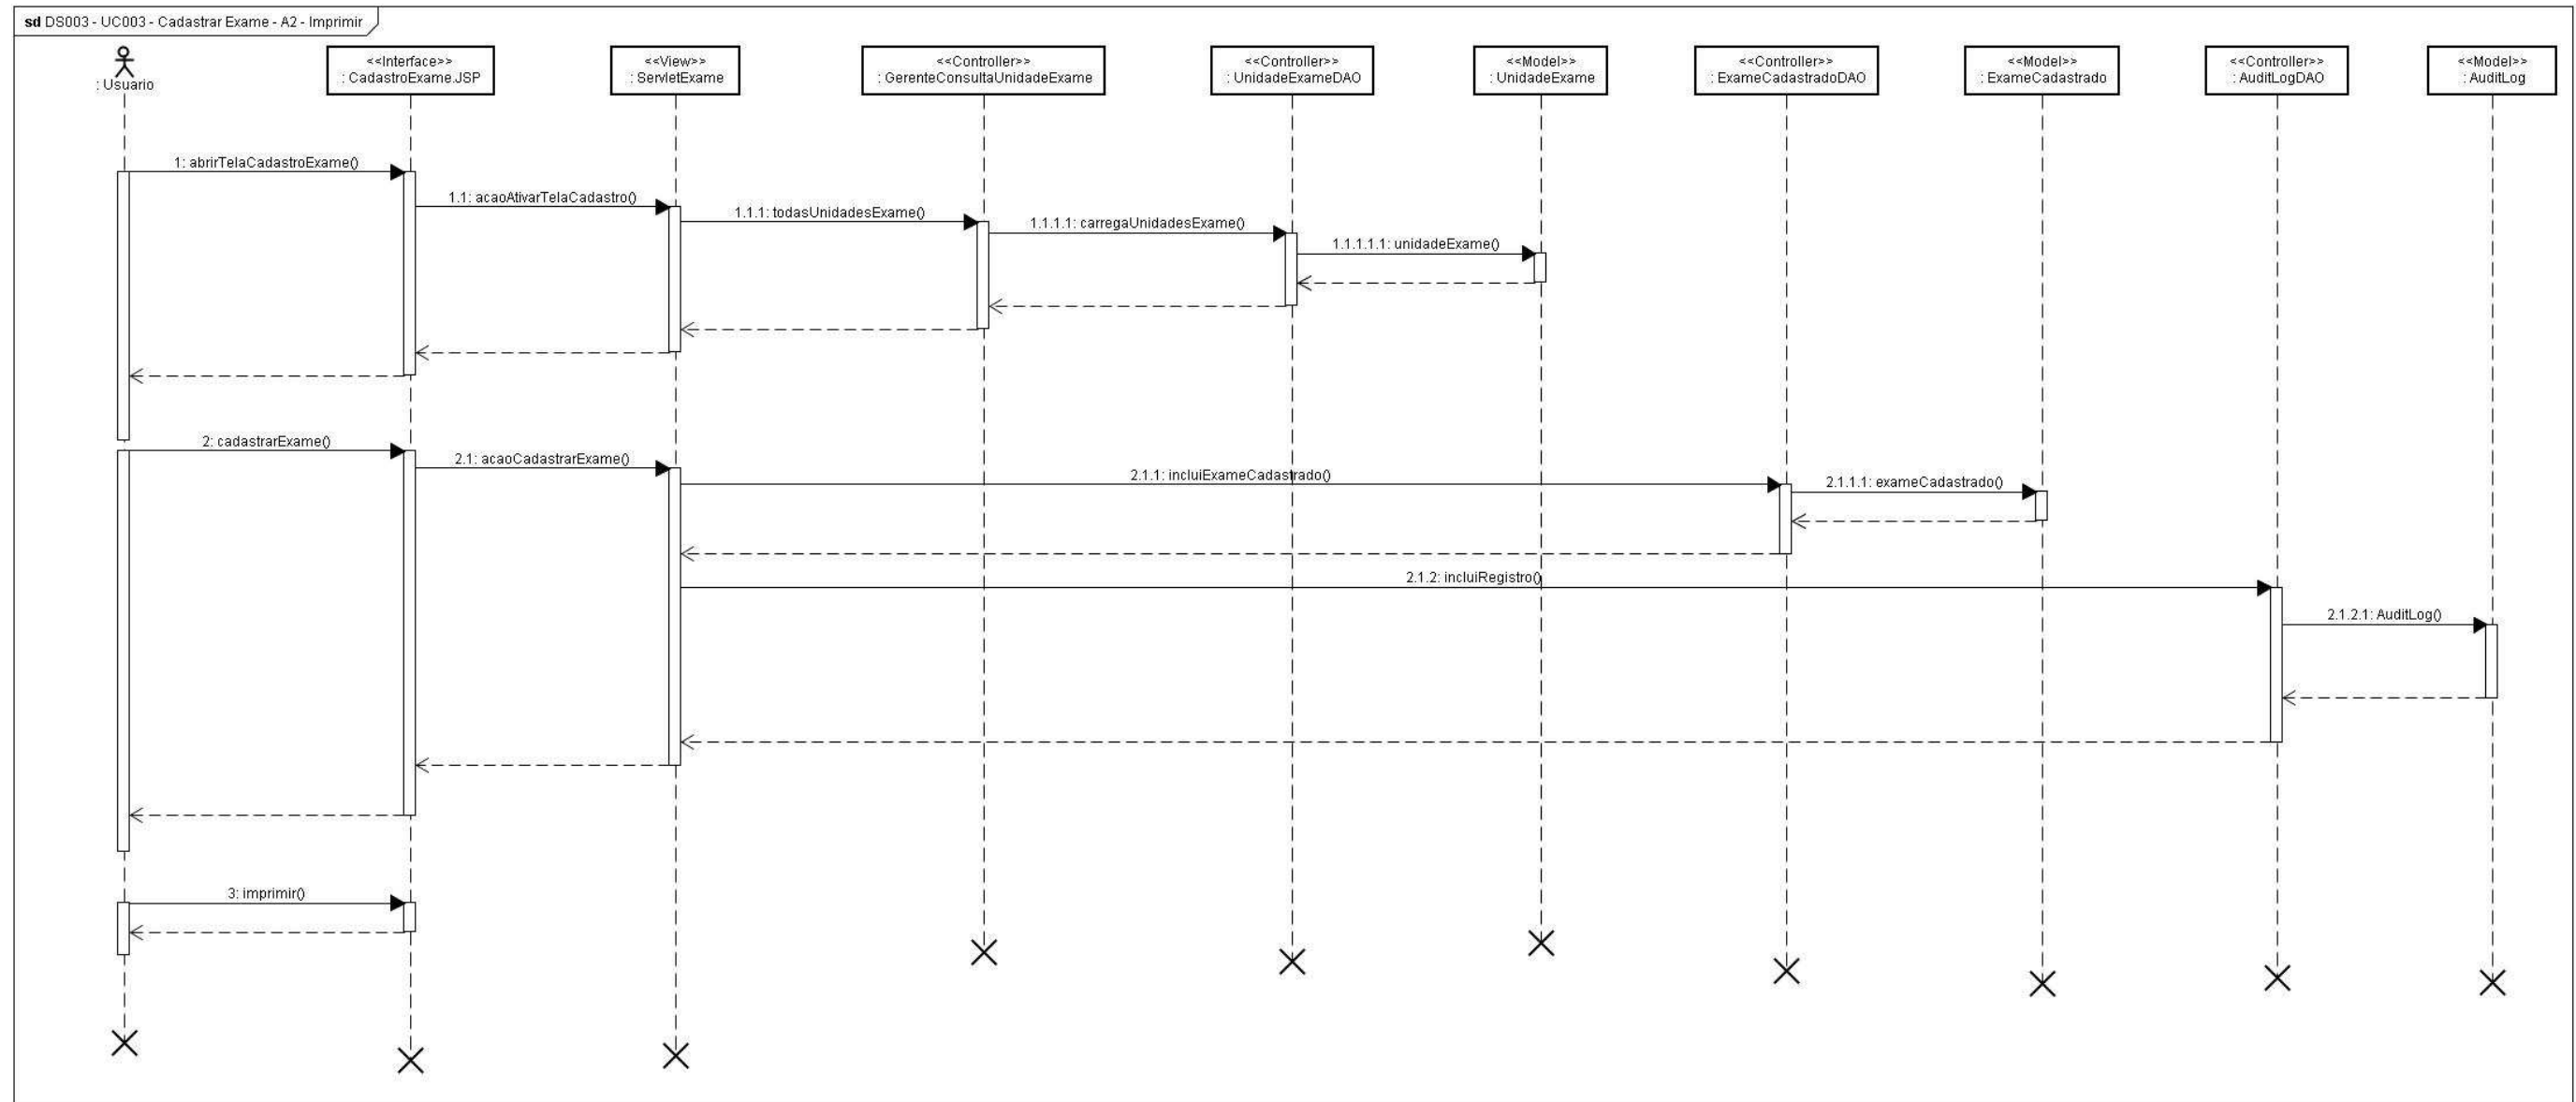 sd DS003 - UC003 - Cadastrar Exame - A2 - Imprimir
: Usuario
<<Interface>>
: CadastroExame.JSP
<<View>>
: ServletExame
<<Controller>>
: GerenteConsultaUnidadeExame
<<Controller>>
: UnidadeExameDAO
<<Model>>
: UnidadeExame
<<Controller>>
: ExameCadastradoDAO
<<Model>>
: ExameCadastrado
<<Controller>>
: AuditLogDAO
<<Model>>
: AuditLog
1: abrirTelaCadastroExame()
1.1: acaoAtivarTelaCadastro()
1.1.1: todasUnidadesExame()
1.1.1.1: carregaUnidadesExame()
1.1.1.1.1: unidadeExame()
2: cadastrarExame()
2.1: acaoCadastrarExame()
2.1.1: incluiExameCadastrado()
2.1.1.1: exameCadastrado()
2.1.2: incluiRegistro()
2.1.2.1: AuditLog()
3: imprimir()